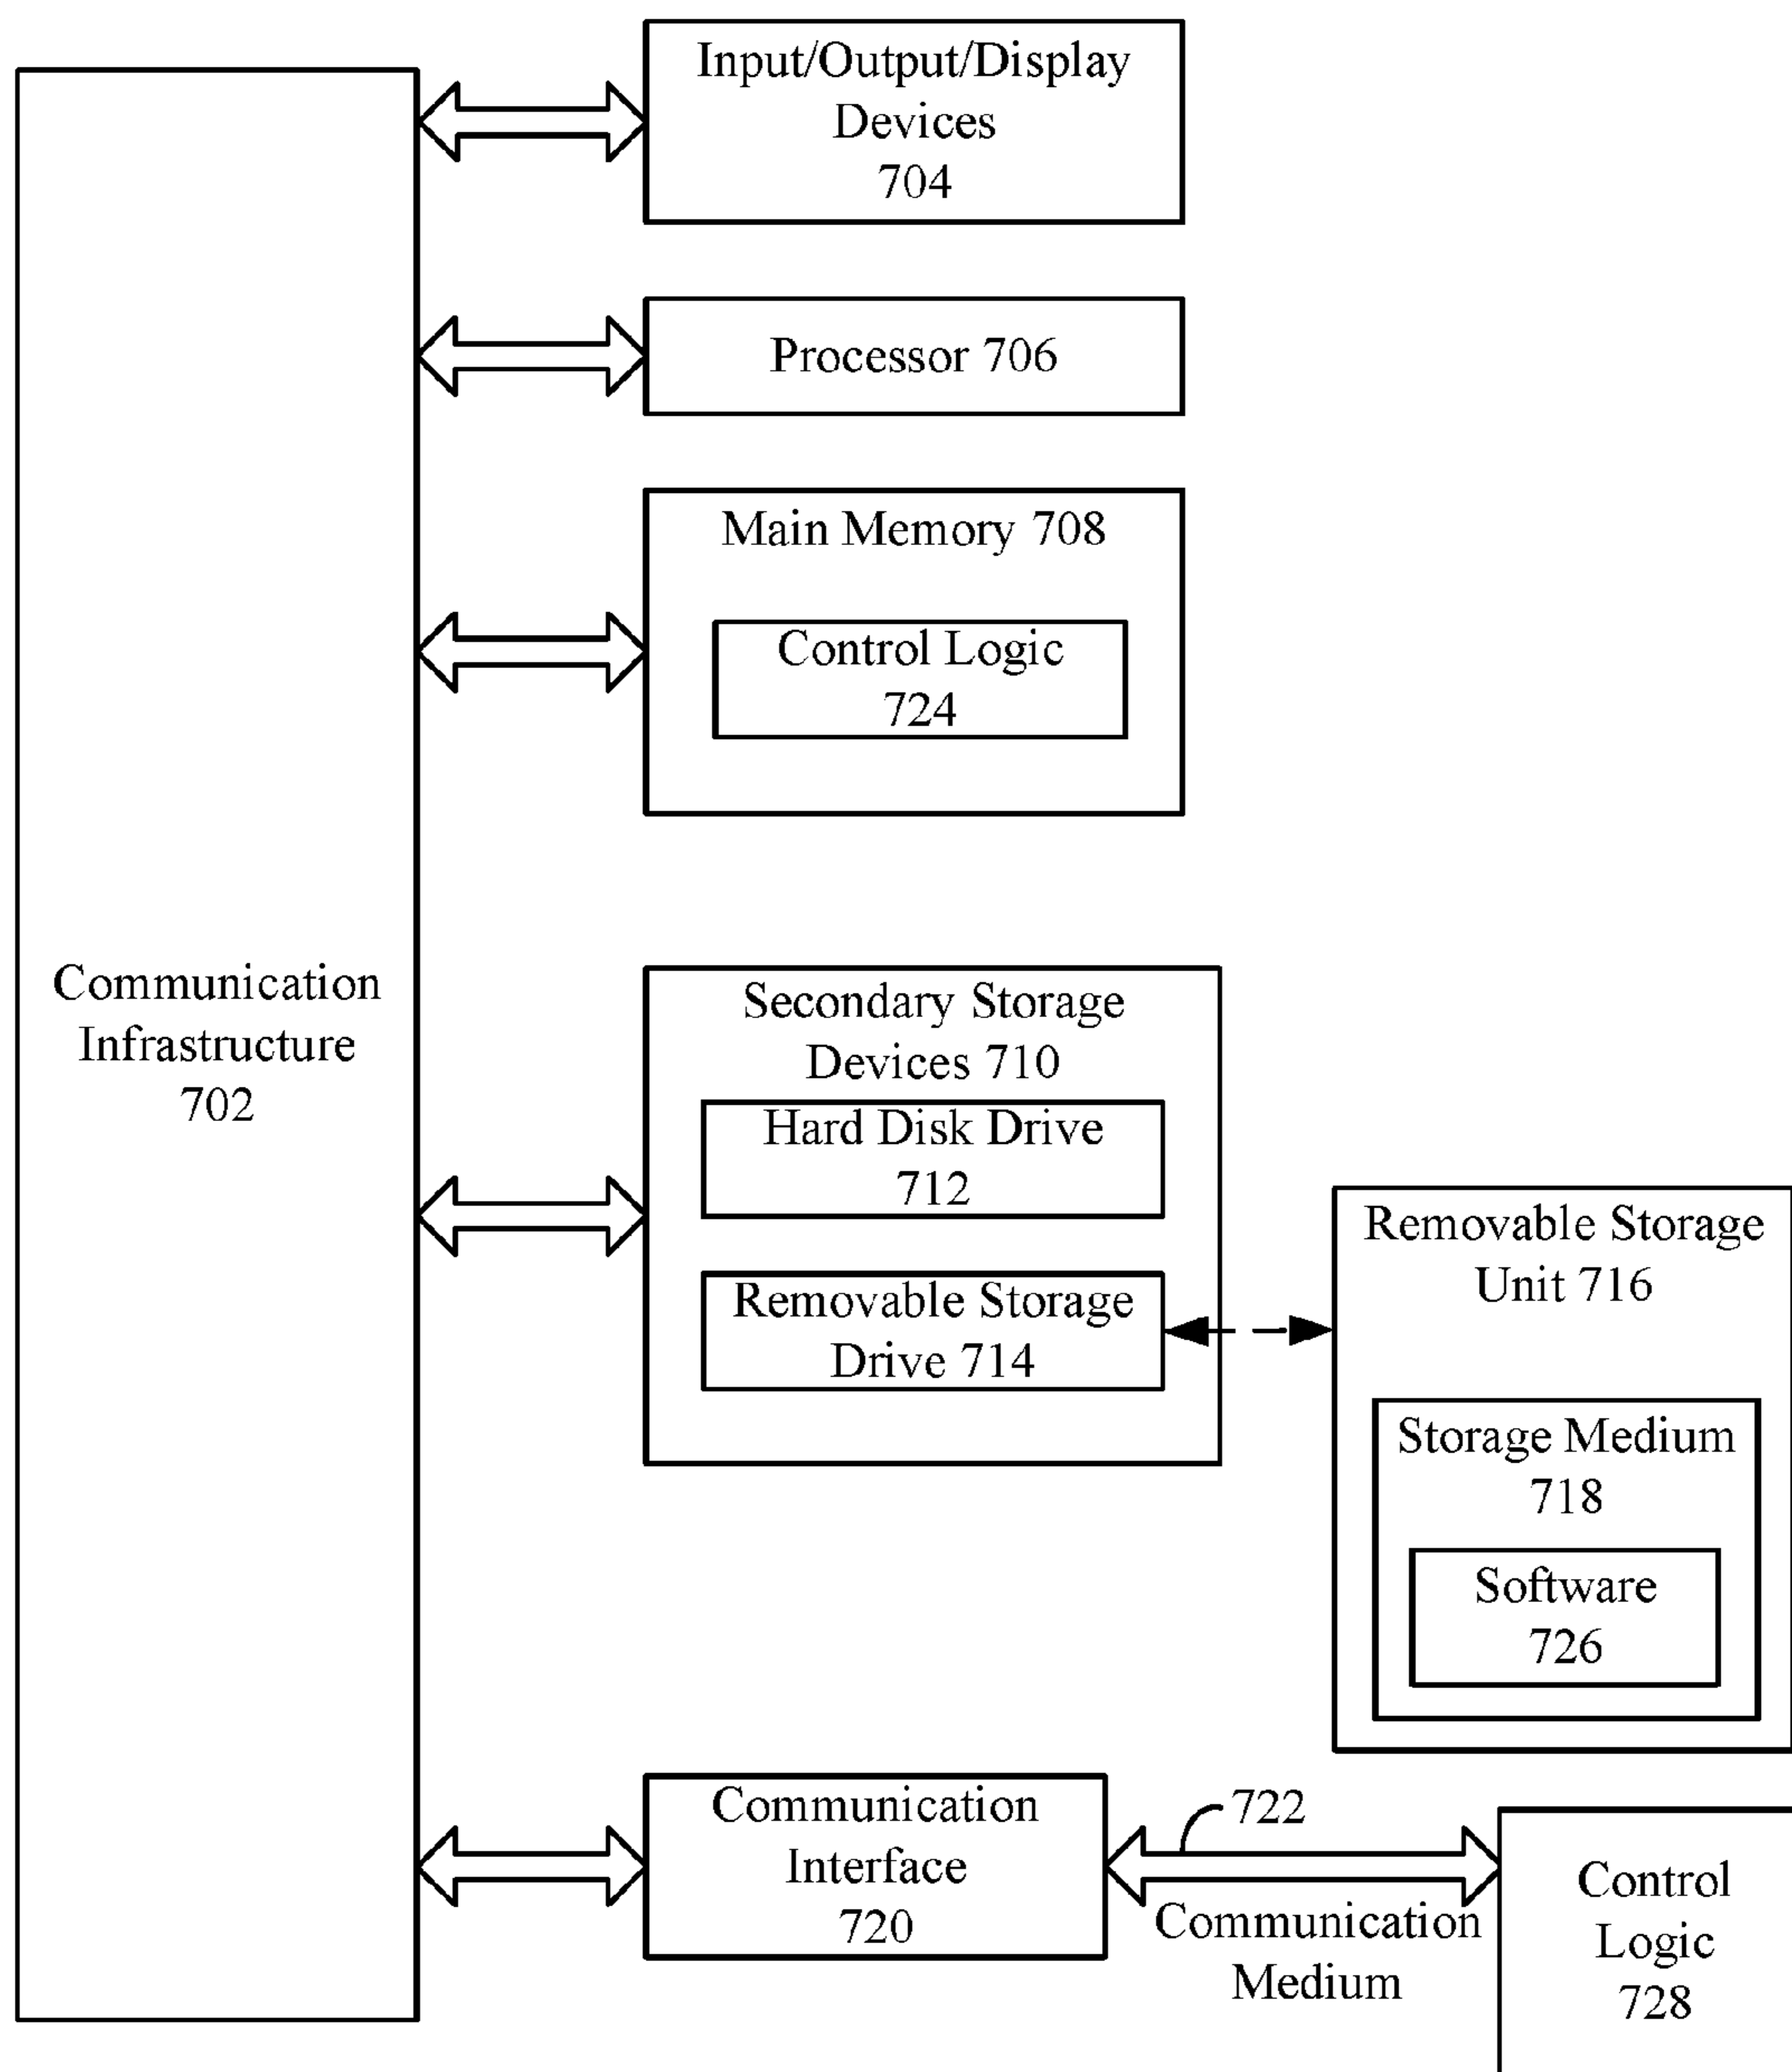 Input/Output/Display
Devices
704
Processor 706
Main Memory 708
Control Logic
724
Communication
Infrastructure
702
Secondary Storage
Devices 710
Hard Disk Drive
712
Removable Storage
Drive 714
Removable Storage
Unit 716
Storage Medium
718
Software
726
Communication
Interface
720
722
Communication
Medium
Control
Logic
728